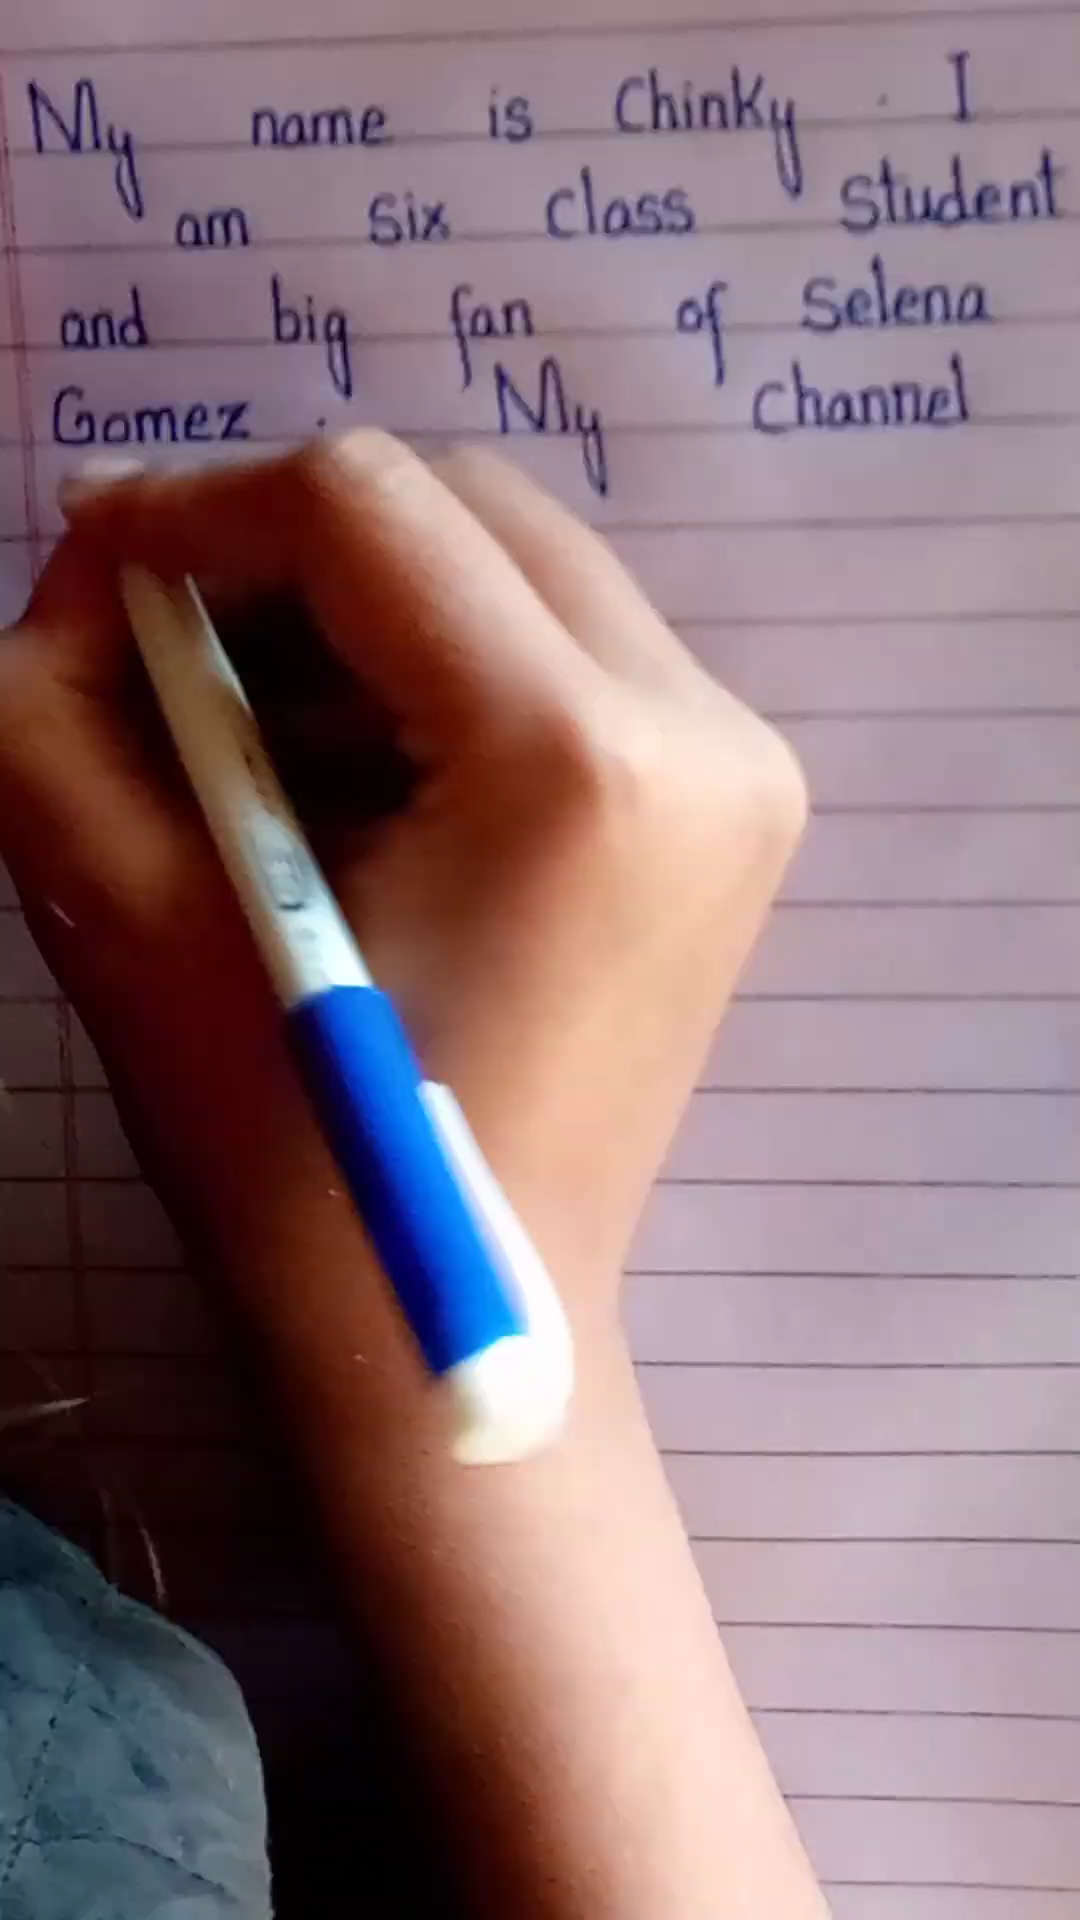 My name is Chinky . I
am six class student
and big fan of Selena
Gomez . My channel